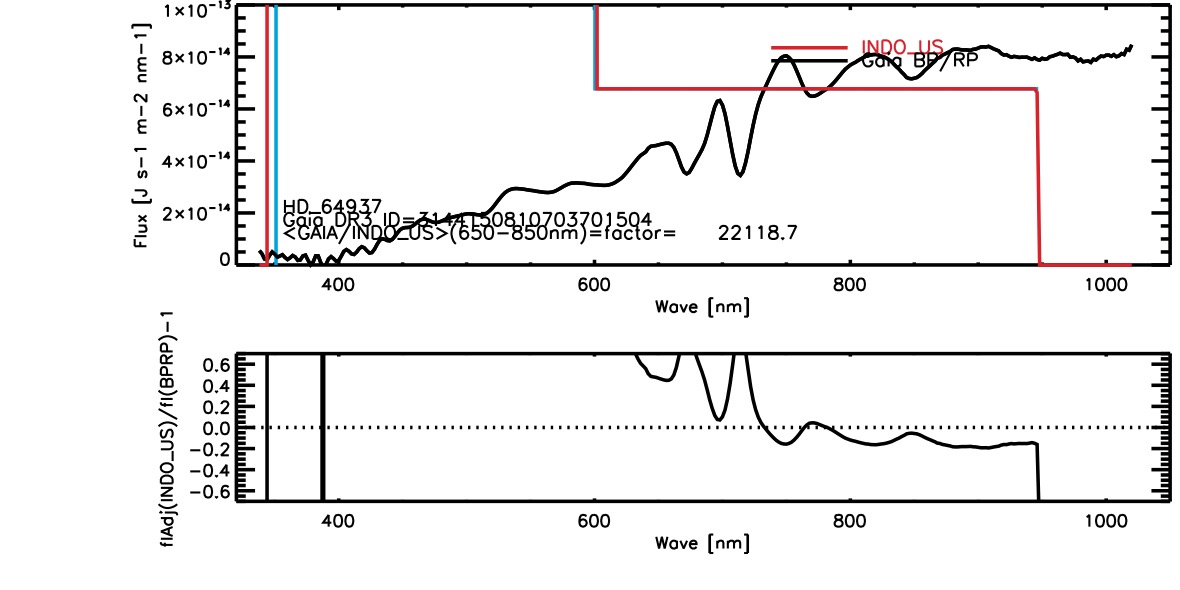 1×10−13
8×10−14
6×10−14
4×10−14
2×10−14
0
Flux [J s−1 m−2 nm−1]
INDO_US
Gaia BP/RP
HD_64937
Gaia DR3 ID=3144150810703701504
<GAIA/INDO_US>(650−850nm)=factor= 22118.7
400 600 800 1000
Wave [nm]
flAdj(INDO_US)/fl(BPRP)−1
0.6
0.4
0.2
0.0
−0.2
−0.4
−0.6
400 600 800 1000
Wave [nm]